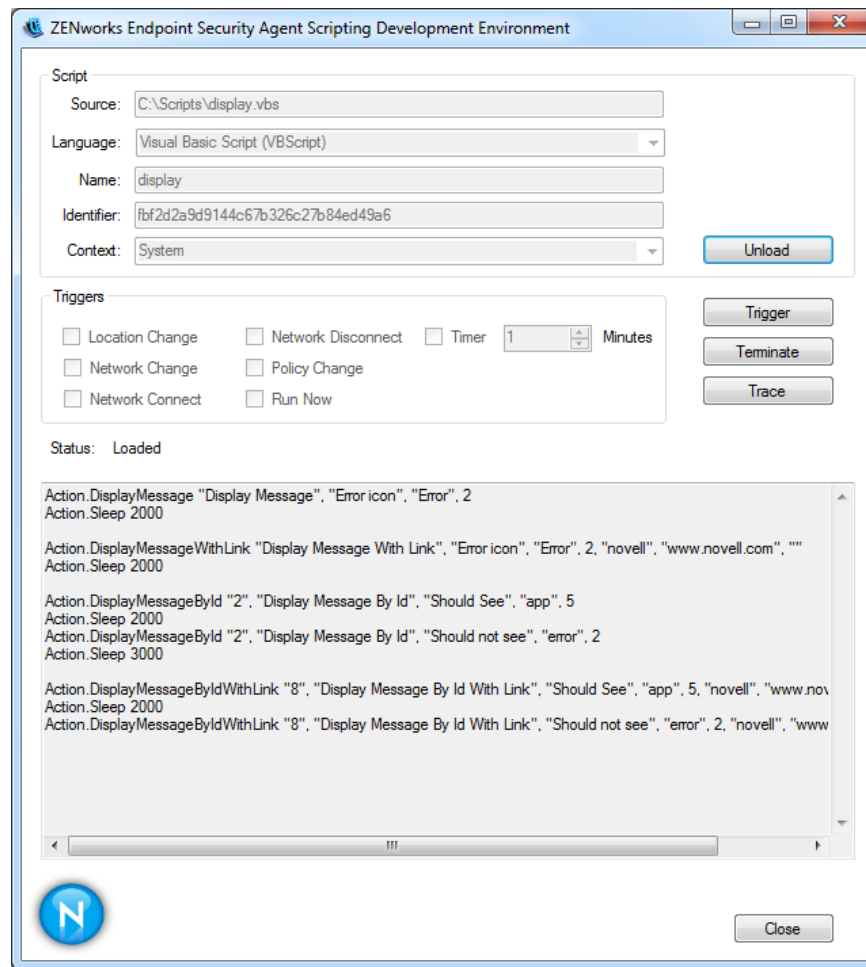 ZENworks Endpoint Security Agent Scripting Development Environment
Script
Source: C:\Scripts\display.vbs
Language: Visual Basic Script (VBScript)
Name: display
Identifier: fbf2d2a9d9144c67b326c27b84ed49a6
Context: System Unload
Triggers
Trigger
Location Change Network Disconnect Timer 1 Minutes
Terminate
Network Change Policy Change
Trace
Network Connect Run Now
Status: Loaded
Action.DisplayMessage "Display Message", "Error icon", "Error", 2
Action.Sleep 2000
Action.DisplayMessageWithLink "Display Message With Link", "Error icon", "Error", 2, "novell", "www.novell.com", ""
Action.Sleep 2000
Action.DisplayMessageById "2", "Display Message By Id", "Should See", "app", 5
Action.Sleep 2000
Action.DisplayMessageById "2", "Display Message By Id", "Should not see", "error", 2
Action.Sleep 3000
Action.DisplayMessageByIdWithLink "8", "Display Message By Id With Link", "Should See", "app", 5, "novell", "www.nov
Action.Sleep 2000
Action.DisplayMessageByIdWithLink "8", "Display Message By Id With Link", "Should not see", "error", 2, "novell", "www
N
Close